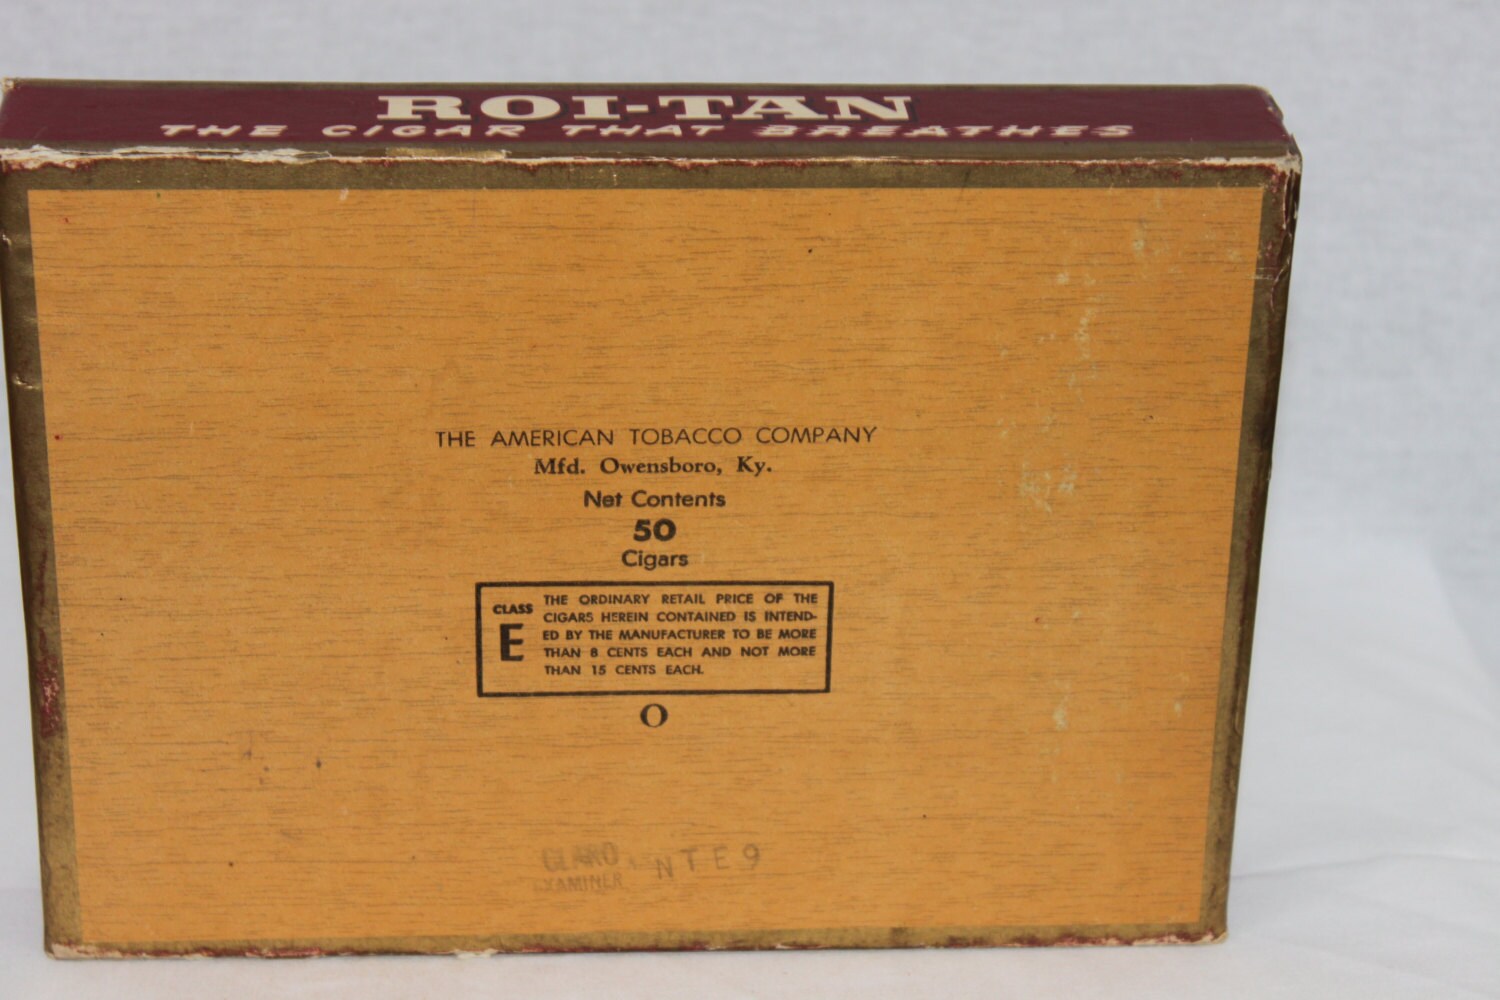 ROI-TAN
THE CIGAR THAT BREATHES
THE AMERICAN TOBACCO COMPANY
Mfd. Owensboro, Ky.
Net Contents
50
Cigars
CLASS
E
THE ORDINARY RETAIL PRICE OF THE
CIGARS HEREIN CONTAINED IS INTEND-
ED BY THE MANUFACTURER TO BE MORE
THAN 8 CENTS EACH AND NOT MORE
THAN 15 CENTS EACH.
O
NTE9
EXAMINER